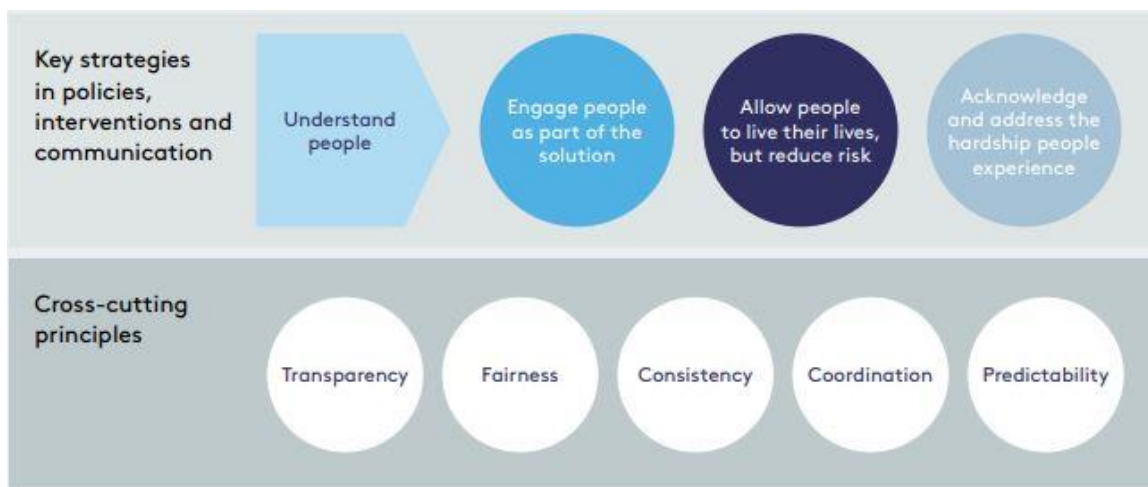 Key strategies
in policies,
interventions and
communication
Understand
people
Engage people
as part of the
solution
Allow people
to live their lives,
but reduce risk
Acknowledge
and address the
hardship people
experience
Cross-cutting
principles
Transparency
Fairness
Consistency
Coordination
Predictability